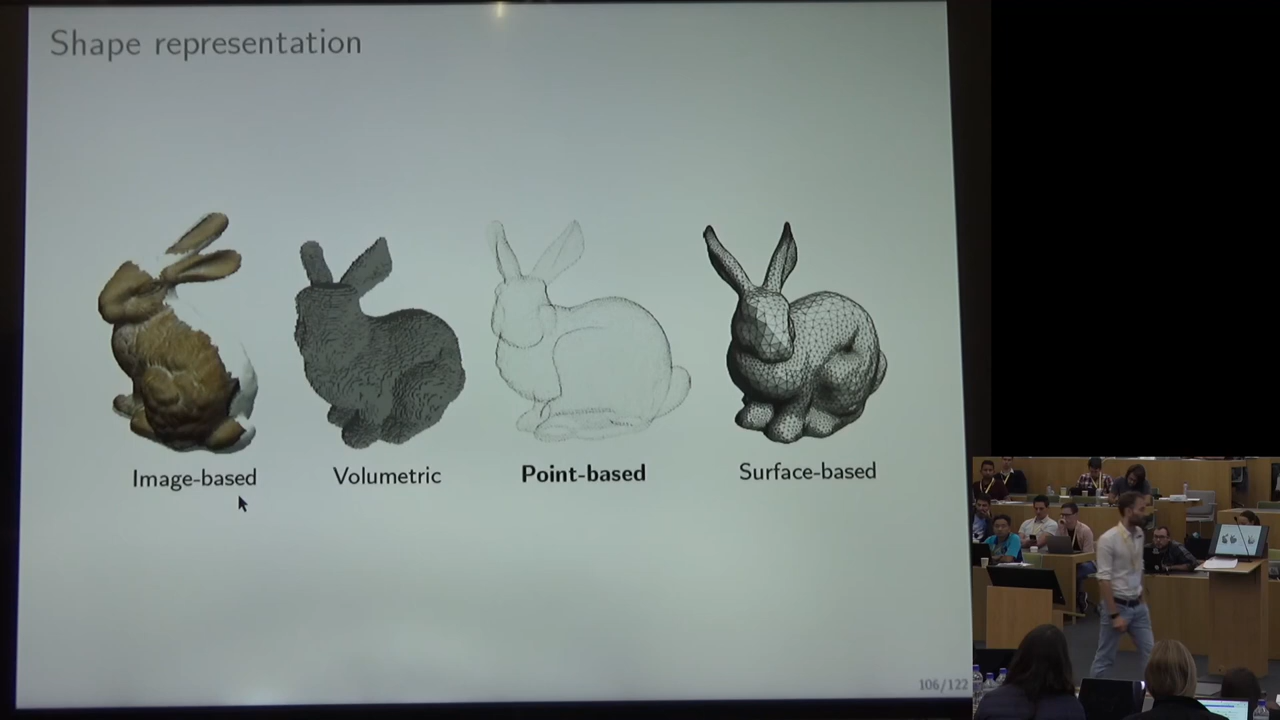 Shape representation
Image-based
Volumetric
Point-based
Surface-based
106/122